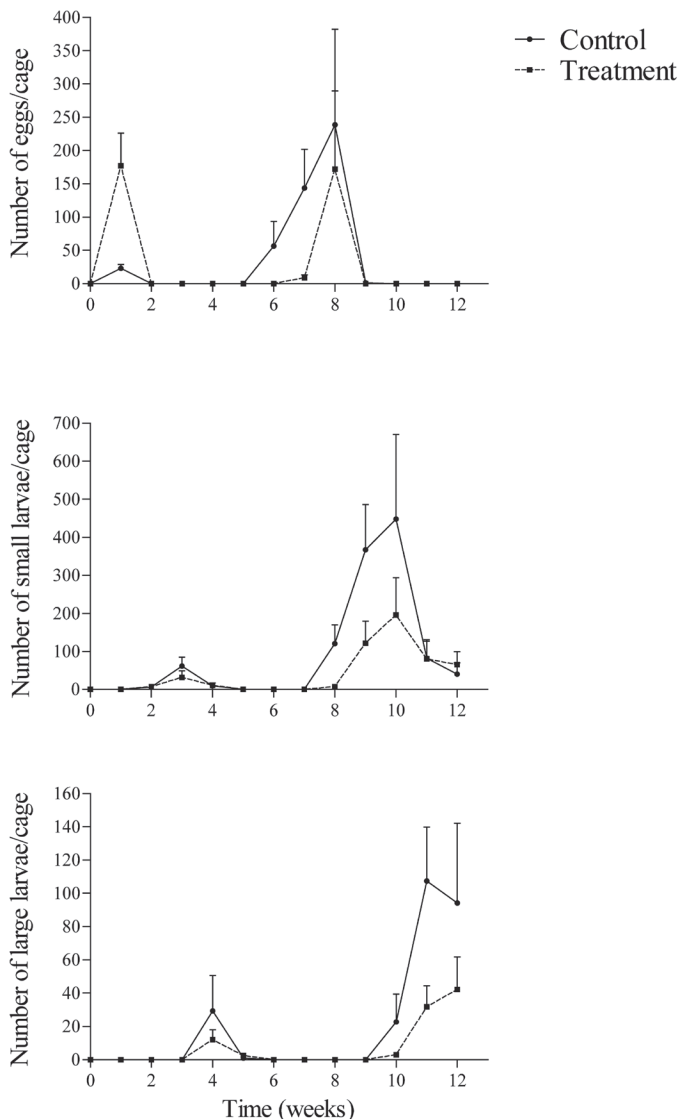 Control
Treatment
Number of eggs/cage
400
350
300
250
200
150
100
50
0
0 2 4 6 8 10 12
Number of small larvae/cage
700
600
500
400
300
200
100
0
0 2 4 6 8 10 12
Number of large larvae/cage
160
140
120
100
80
60
40
20
0
0 2 4 6 8 10 12
Time (weeks)